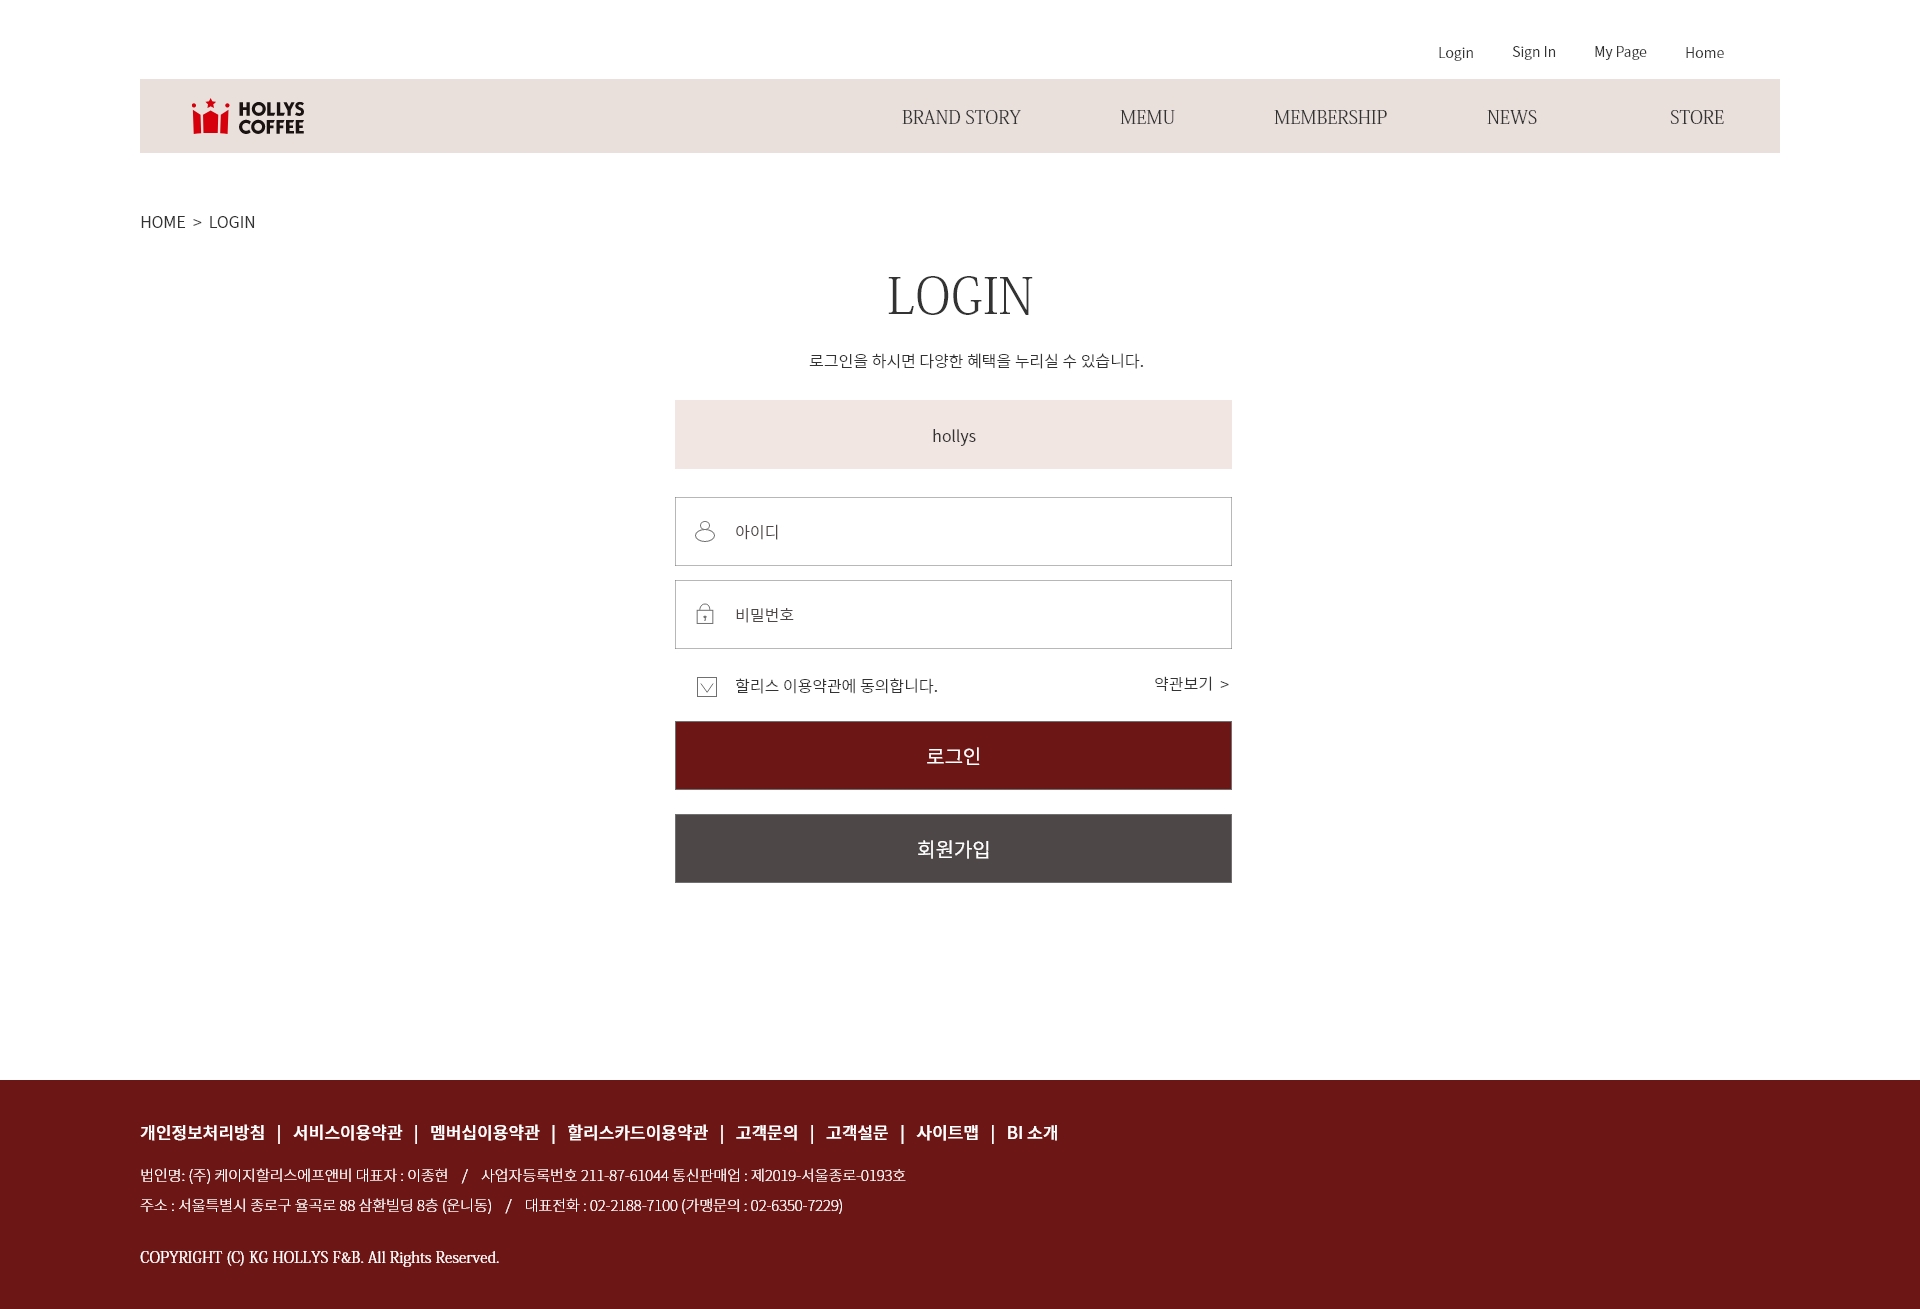 Login Sign In My Page Home
HOLLYS
COFFEE
BRAND STORY MEMU MEMBERSHIP NEWS STORE
HOME > LOGIN
LOGIN
로그인을 하시면 다양한 혜택을 누리실 수 있습니다.
hollys
아이디
비밀번호
할리스 이용약관에 동의합니다. 약관보기 >
로그인
회원가입
개인정보처리방침 | 서비스이용약관 | 멤버십이용약관 | 할리스카드이용약관 | 고객문의 | 고객설문 | 사이트맵 | BI 소개
법인명: (주) 케이지할리스에프앤비 대표자 : 이종현 / 사업자등록번호 211-87-61044 통신판매업 : 제2019-서울종로-0193호
주소 : 서울특별시 종로구 율곡로 88 삼환빌딩 8층 (운니동) / 대표전화 : 02-2188-7100 (가맹문의 : 02-6350-7229)
COPYRIGHT (C) KG HOLLYS F&B. All Rights Reserved.